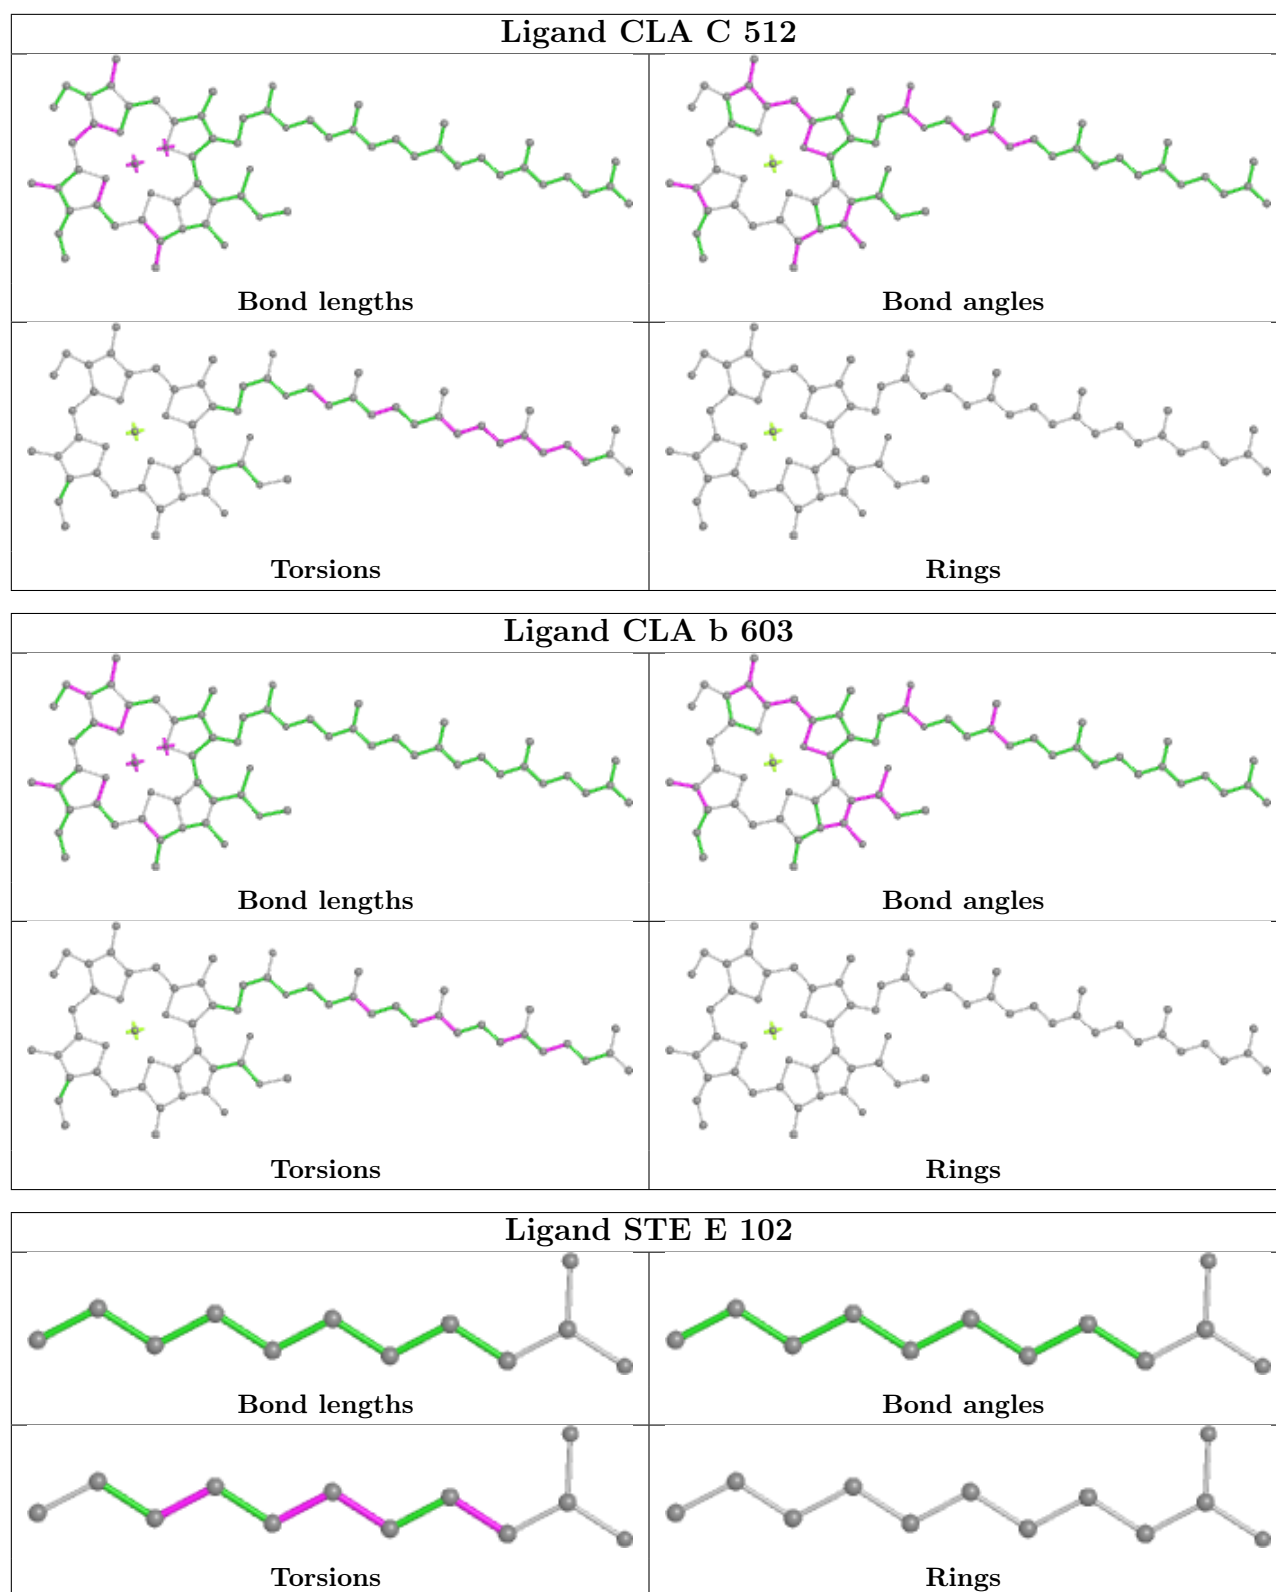 Ligand CLA C 512
Bond lengths
Bond angles
Torsions
Rings
Ligand CLA b 603
Bond lengths
Bond angles
Torsions
Rings
Ligand STE E 102
Bond lengths
Bond angles
Torsions
Rings